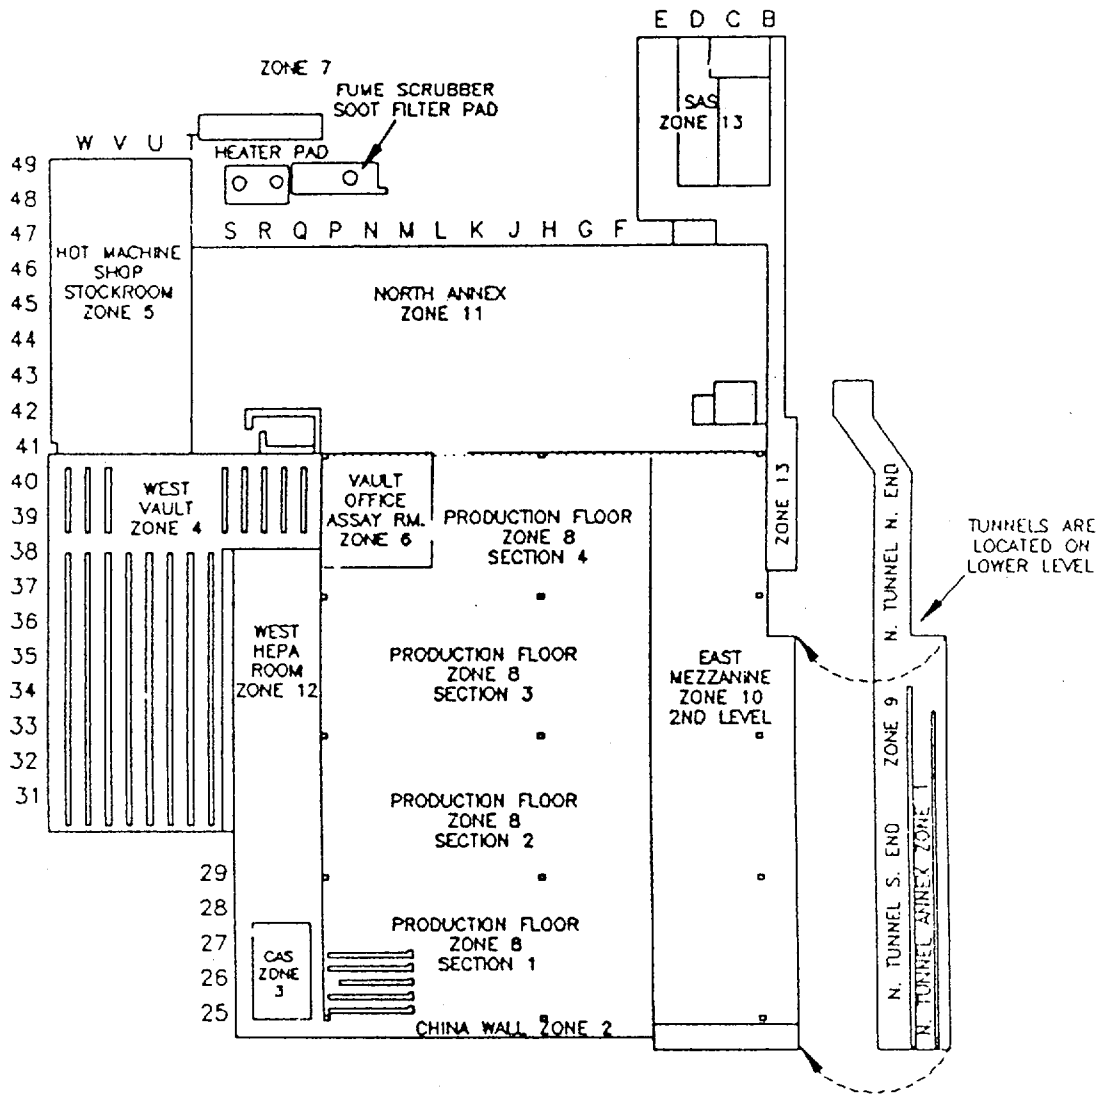 E D C B
ZONE 7
FUME SCRUBBER
SOOT FILTER PAD
SAS
ZONE 13
W V U T
HEATER PAD
49
48
47
46
45
44
43
42
41
40
39
38
37
36
35
34
33
32
31
29
28
27
26
25
S R Q P N M L K J H G F
HOT MACHINE
SHOP
STOCKROOM
ZONE 5
NORTH ANNEX
ZONE 11
WEST
VAULT
ZONE 4
VAULT
OFFICE
ASSAY RM.
ZONE 6
PRODUCTION FLOOR
ZONE 8
SECTION 4
ZONE 13
N. TUNNEL N. END
TUNNELS ARE
LOCATED ON
LOWER LEVEL
WEST
HEPA
ROOM
ZONE 12
PRODUCTION FLOOR
ZONE 8
SECTION 3
EAST
MEZZANINE
ZONE 10
2ND LEVEL
PRODUCTION FLOOR
ZONE 8
SECTION 2
N. TUNNEL S. END ZONE 9
N. TUNNEL ANNEX ZONE 1
PRODUCTION FLOOR
ZONE 8
SECTION 1
CAS
ZONE
3
CHINA WALL ZONE 2